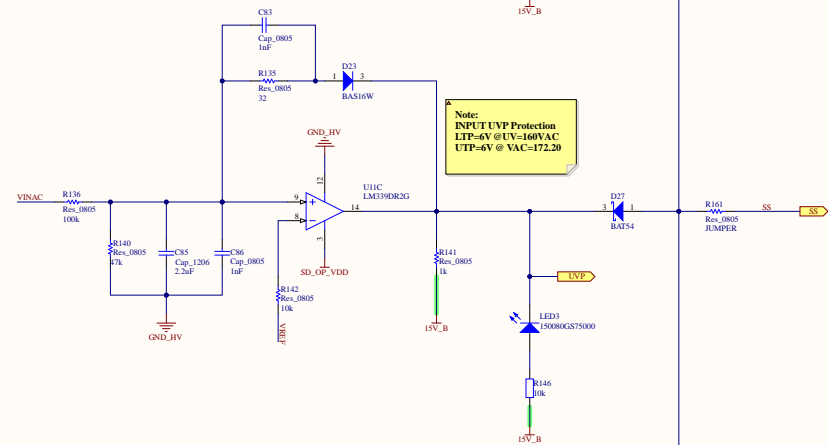 15V_B
C83
Cap_0805
1nF
R135
Res_0805
32
1
D23
3
BAS16W
Note:
INPUT UVP Protection
LTP=6V @UV=160VAC
UTP=6V @ VAC=172.20
GND_HV
12
U11C
LM339DR2G
VINAC
R136
Res_0805
100k
9
+
8
14
3
SD_OP_VDD
D27
3
1
BAT54
R161
Res_0805
JUMPER
SS
SS
R140
Res_0805
47k
C85
Cap_1206
2.2uF
C86
Cap_0805
1nF
R141
Res_0805
1k
15V_B
UVP
R142
Res_0805
10k
VREF
GND_HV
LED3
150080GS75000
R146
10k
15V_B